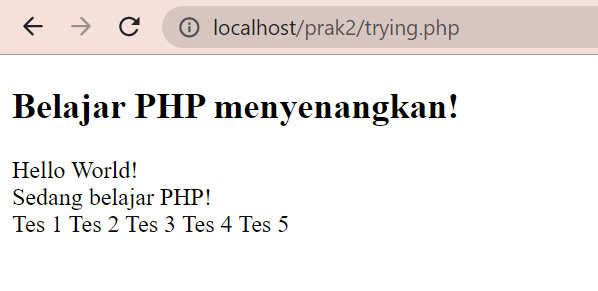 localhost/prak2/trying.php
Belajar PHP menyenangkan!
Hello World!
Sedang belajar PHP!
Tes 1 Tes 2 Tes 3 Tes 4 Tes 5